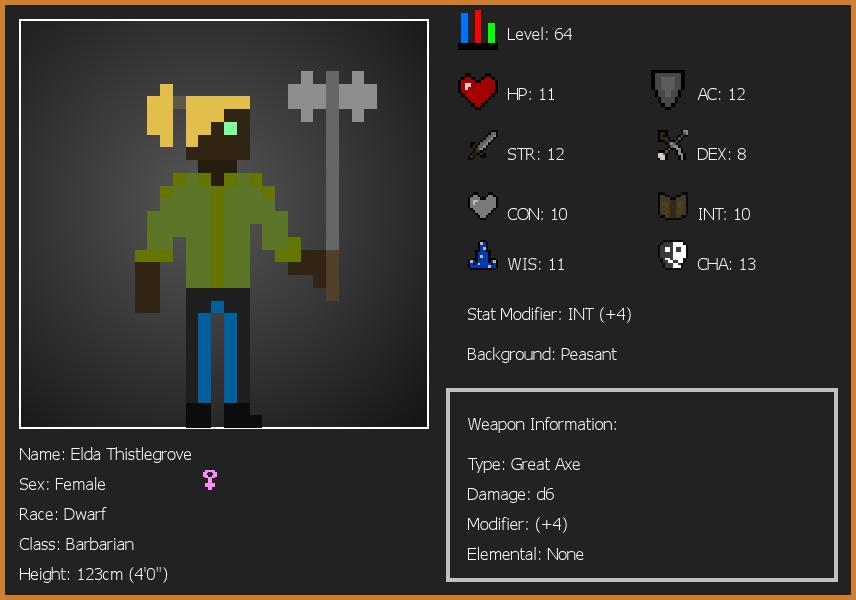 Level: 64
HP: 11
AC: 12
STR: 12
DEX: 8
CON: 10
INT: 10
WIS: 11
CHA: 13
Stat Modifier: INT (+4)
Background: Peasant
Weapon Information:
Type: Great Axe
Damage: d6
Modifier: (+4)
Elemental: None
Name: Elda Thistlegrove
Sex: Female
Race: Dwarf
Class: Barbarian
Height: 123cm (4'0")